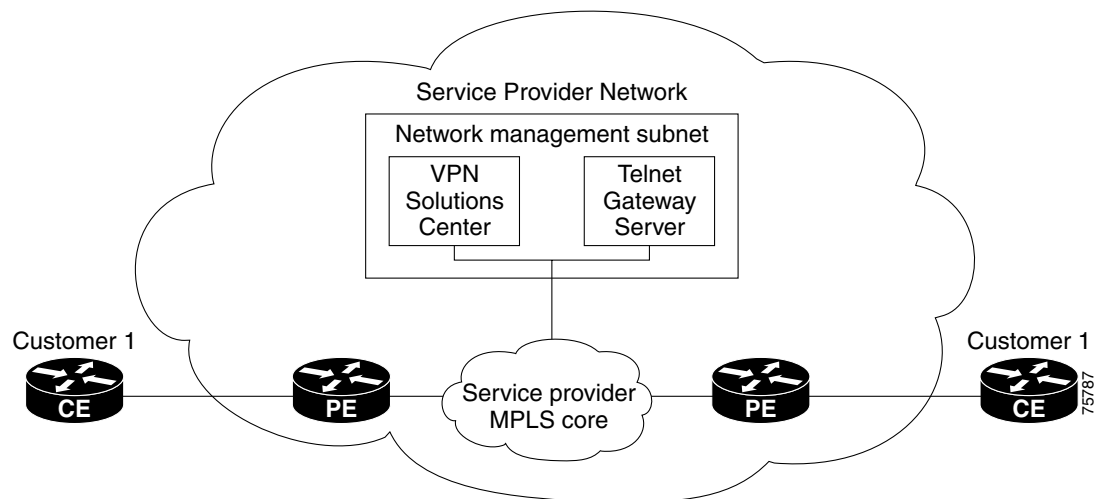 Service Provider Network
Network management subnet
VPN
Solutions
Center
Telnet
Gateway
Server
Customer 1
CE
PE
Service provider
MPLS core
PE
Customer 1
CE
75787